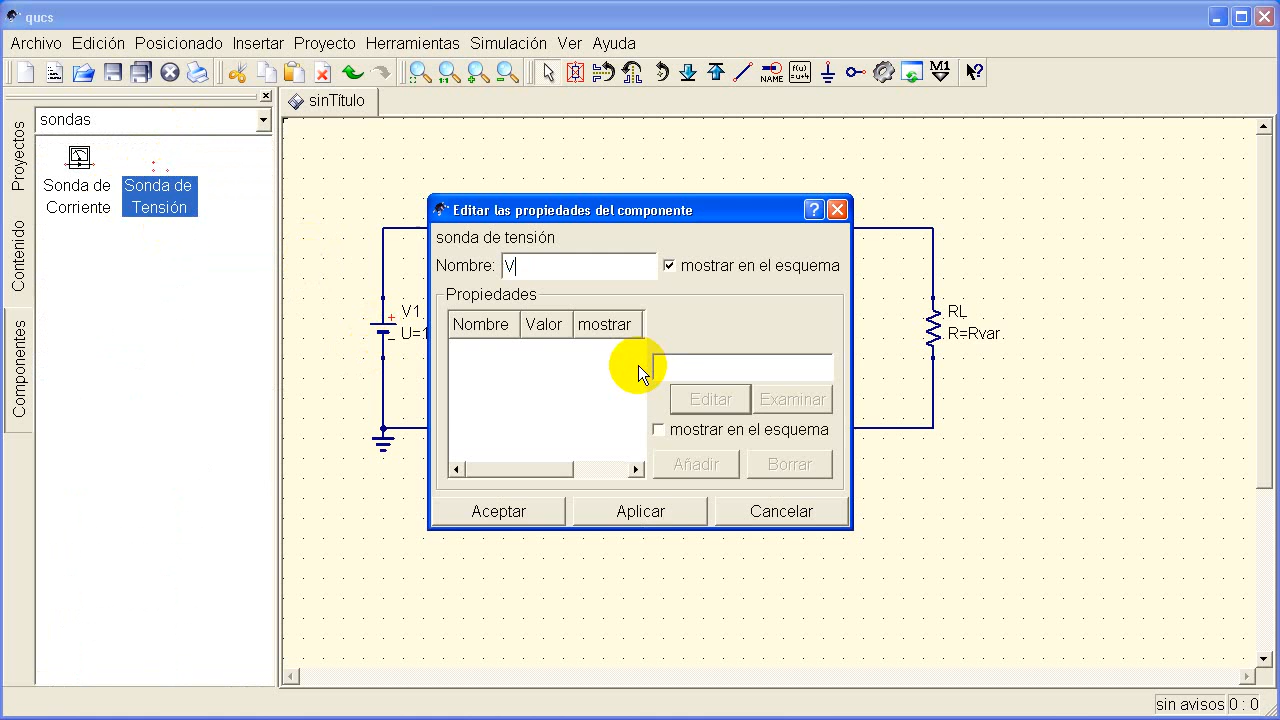 qucs
Archivo Edición Posicionado Insertar Proyecto Herramientas Simulación Ver Ayuda
NAME
M1
sondas
sinTítulo
Proyectos
Contenido
Componentes
Sonda de
Corriente
Sonda de
Tensión
V1
+
U=1
−
RL
R=Rvar
Editar las propiedades del componente
sonda de tensión
Nombre: V
mostrar en el esquema
Propiedades
Nombre Valor mostrar
Editar Examinar
mostrar en el esquema
Añadir Borrar
Aceptar Aplicar Cancelar
sin avisos 0 : 0